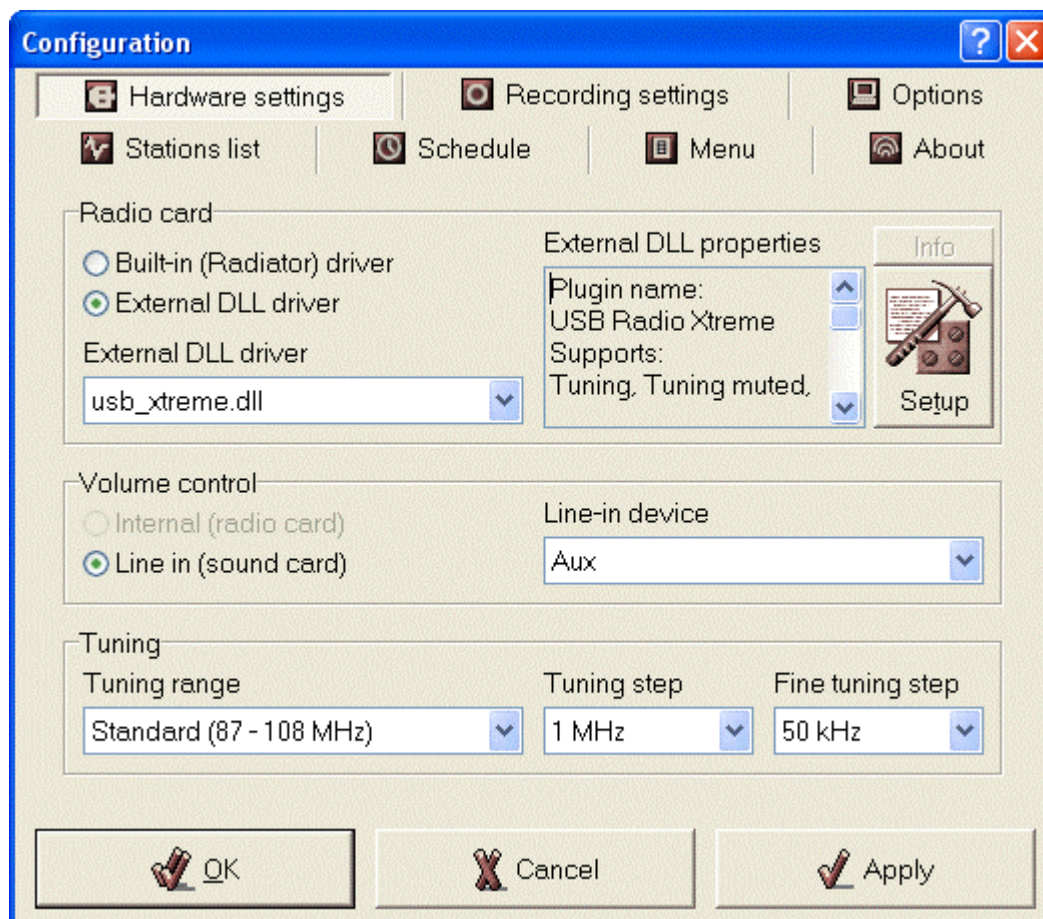 Configuration
Hardware settings
Recording settings
Options
Stations list
Schedule
Menu
About
Radio card
Built-in (Radiator) driver
External DLL driver
External DLL driver
usb_xtreme.dll
External DLL properties
Plugin name:
USB Radio Xtreme
Supports:
Tuning, Tuning muted,
Info
Setup
Volume control
Internal (radio card)
Line in (sound card)
Line-in device
Aux
Tuning
Tuning range
Standard (87 - 108 MHz)
Tuning step
1 MHz
Fine tuning step
50 kHz
OK
Cancel
Apply